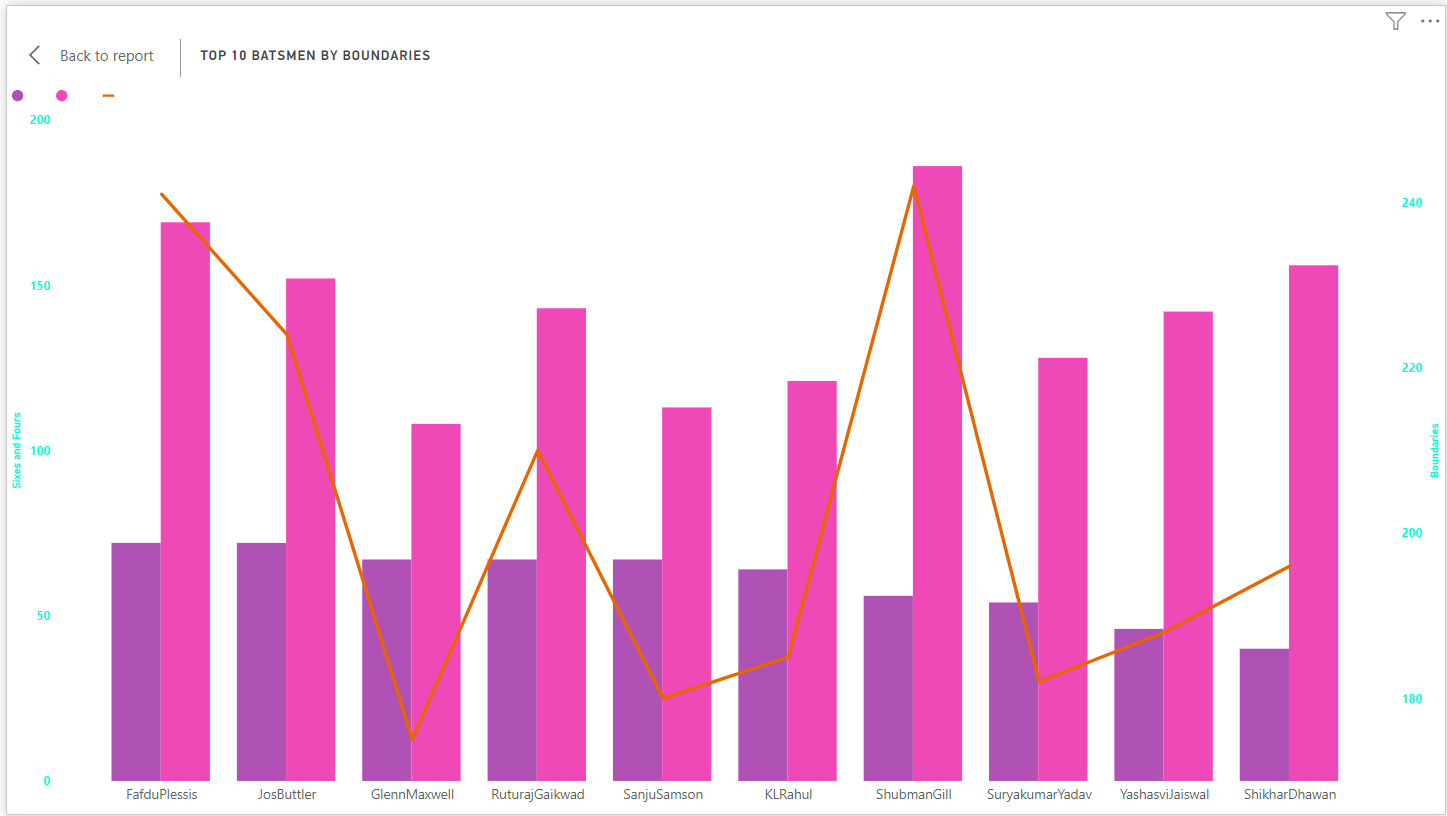 Back to report
TOP 10 BATSMEN BY BOUNDARIES
200
150
100
50
0
Sixes and Fours
240
220
200
180
Boundaries
FafduPlessis JosButtler GlennMaxwell RuturajGaikwad SanjuSamson KLRahul ShubmanGill SuryakumarYadav YashasviJaiswal ShikharDhawan